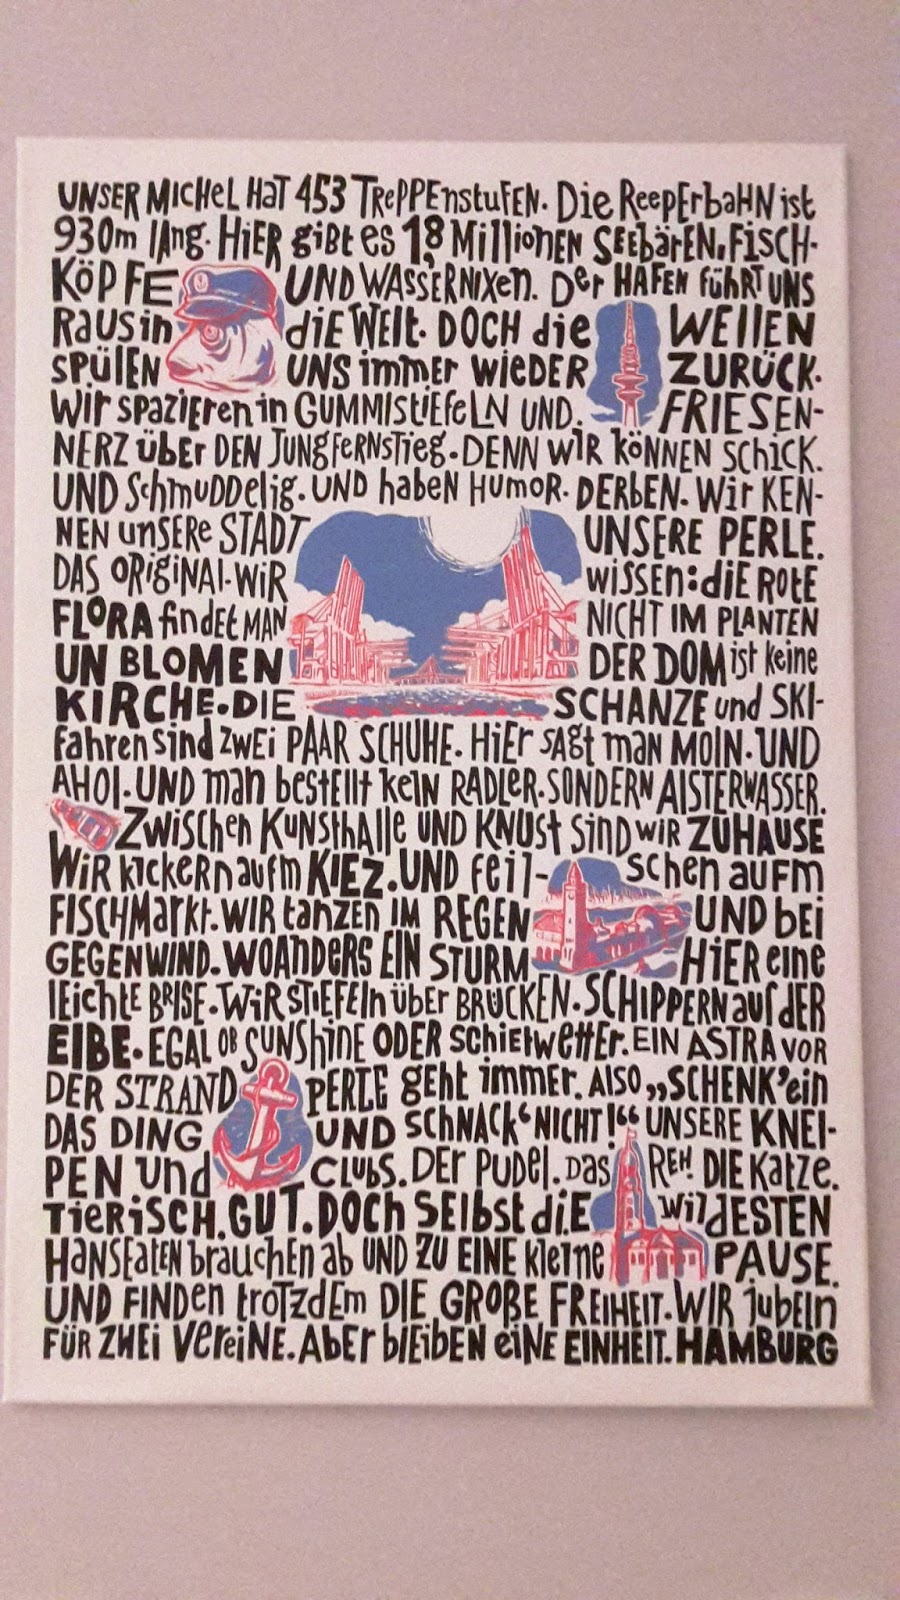 UNSER MICHEL HAT 453 TREPPENSTUFEN. Die REEPERBAHN ist
930m lang. HIER gibt es 1,8 Millionen SEEBÄREN, FISCH-
KÖPFE UND WASSERNIXEN. Der HAFEN führt UNS
Raus in die WELT. DOCH die WELLEN
SPÜLEN UNS immer WIEDER ZURÜCK.
Wir spazieren in GUMMISTIEFELN UND FRIESEN-
NERZ über DEN JUNGFERNSTIEG. DENN WIR KÖNNEN SCHICK.
UND Schmuddelig. UND haben HUMOR. DERBEN. Wir KEN-
NEN unsere STADT UNSERE PERLE.
DAS ORIGINAL. WIR WISSEN: die ROTE
FLORA findet MAN NICHT IM PLANTEN
UN BLOMEN DER DOM ist keine
KIRCHE. DIE SCHANZE und SKI-
fahren sind zwei PAAR SCHUHE. HIER sagt man MOIN. UND
AHOI. UND man bestellt kein RADLER. SONDERN ALSTERWASSER.
Zwischen KUNSTHALLE UND KNUST sind wir ZUHAUSE
Wir kickern aufm KIEZ. UND feil-schen aufm
FISCHMARKT. WIR tanzen IM REGEN UND bei
GEGENWIND. WOANDERS EIN STURM HIER eine
leichte BRISE. WIR STIEFELN über BRÜCKEN. SCHIPPERN auf DER
ELBE. EGAL OB SUNSHINE ODER Schietwetter. EIN ASTRA VOR
DER STRAND PERLE geht immer. ALSO „SCHENK'ein
DAS DING UND SCHNACK' NICHT!“ UNSERE KNEI-
PEN und CLUBS. DER PUDEL. DAS REH. DIE KATZE.
TIERISCH. GUT. DOCH SELBST diE wildESTEN
HANSEATEN brauchen ab UND ZU EINE kleine PAUSE.
UND FINDEN trotzdem DIE GROßE FREIHEIT. WIR jubeln
FÜR ZWEI VEREINE. ABER BLEIBEN EINE EINHEIT. HAMBURG